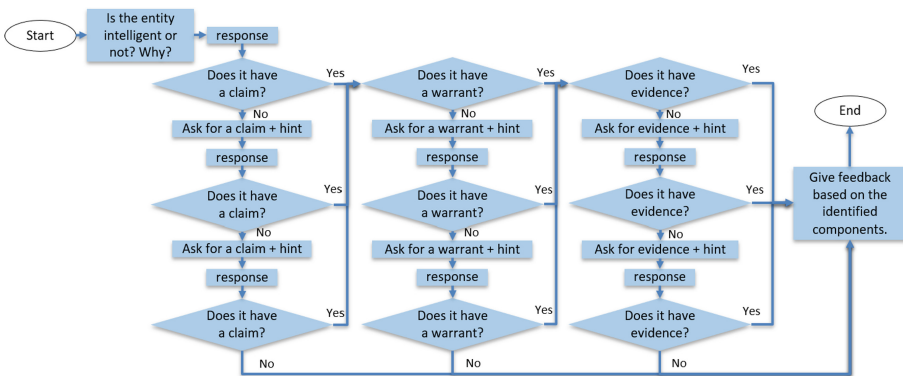 Start
Is the entity
intelligent or
not? Why?
response
Does it have
a claim?
Yes
No
Ask for a claim + hint
response
Does it have
a claim?
Yes
No
Ask for a claim + hint
response
Does it have
a claim?
Yes
No
Does it have
a warrant?
Yes
No
Ask for a warrant + hint
response
Does it have
a warrant?
Yes
No
Ask for a warrant + hint
response
Does it have
a warrant?
Yes
No
Does it have
evidence?
Yes
No
Ask for evidence + hint
response
Does it have
evidence?
Yes
No
Ask for evidence + hint
response
Does it have
evidence?
Yes
No
Give feedback
based on the
identified
components.
End